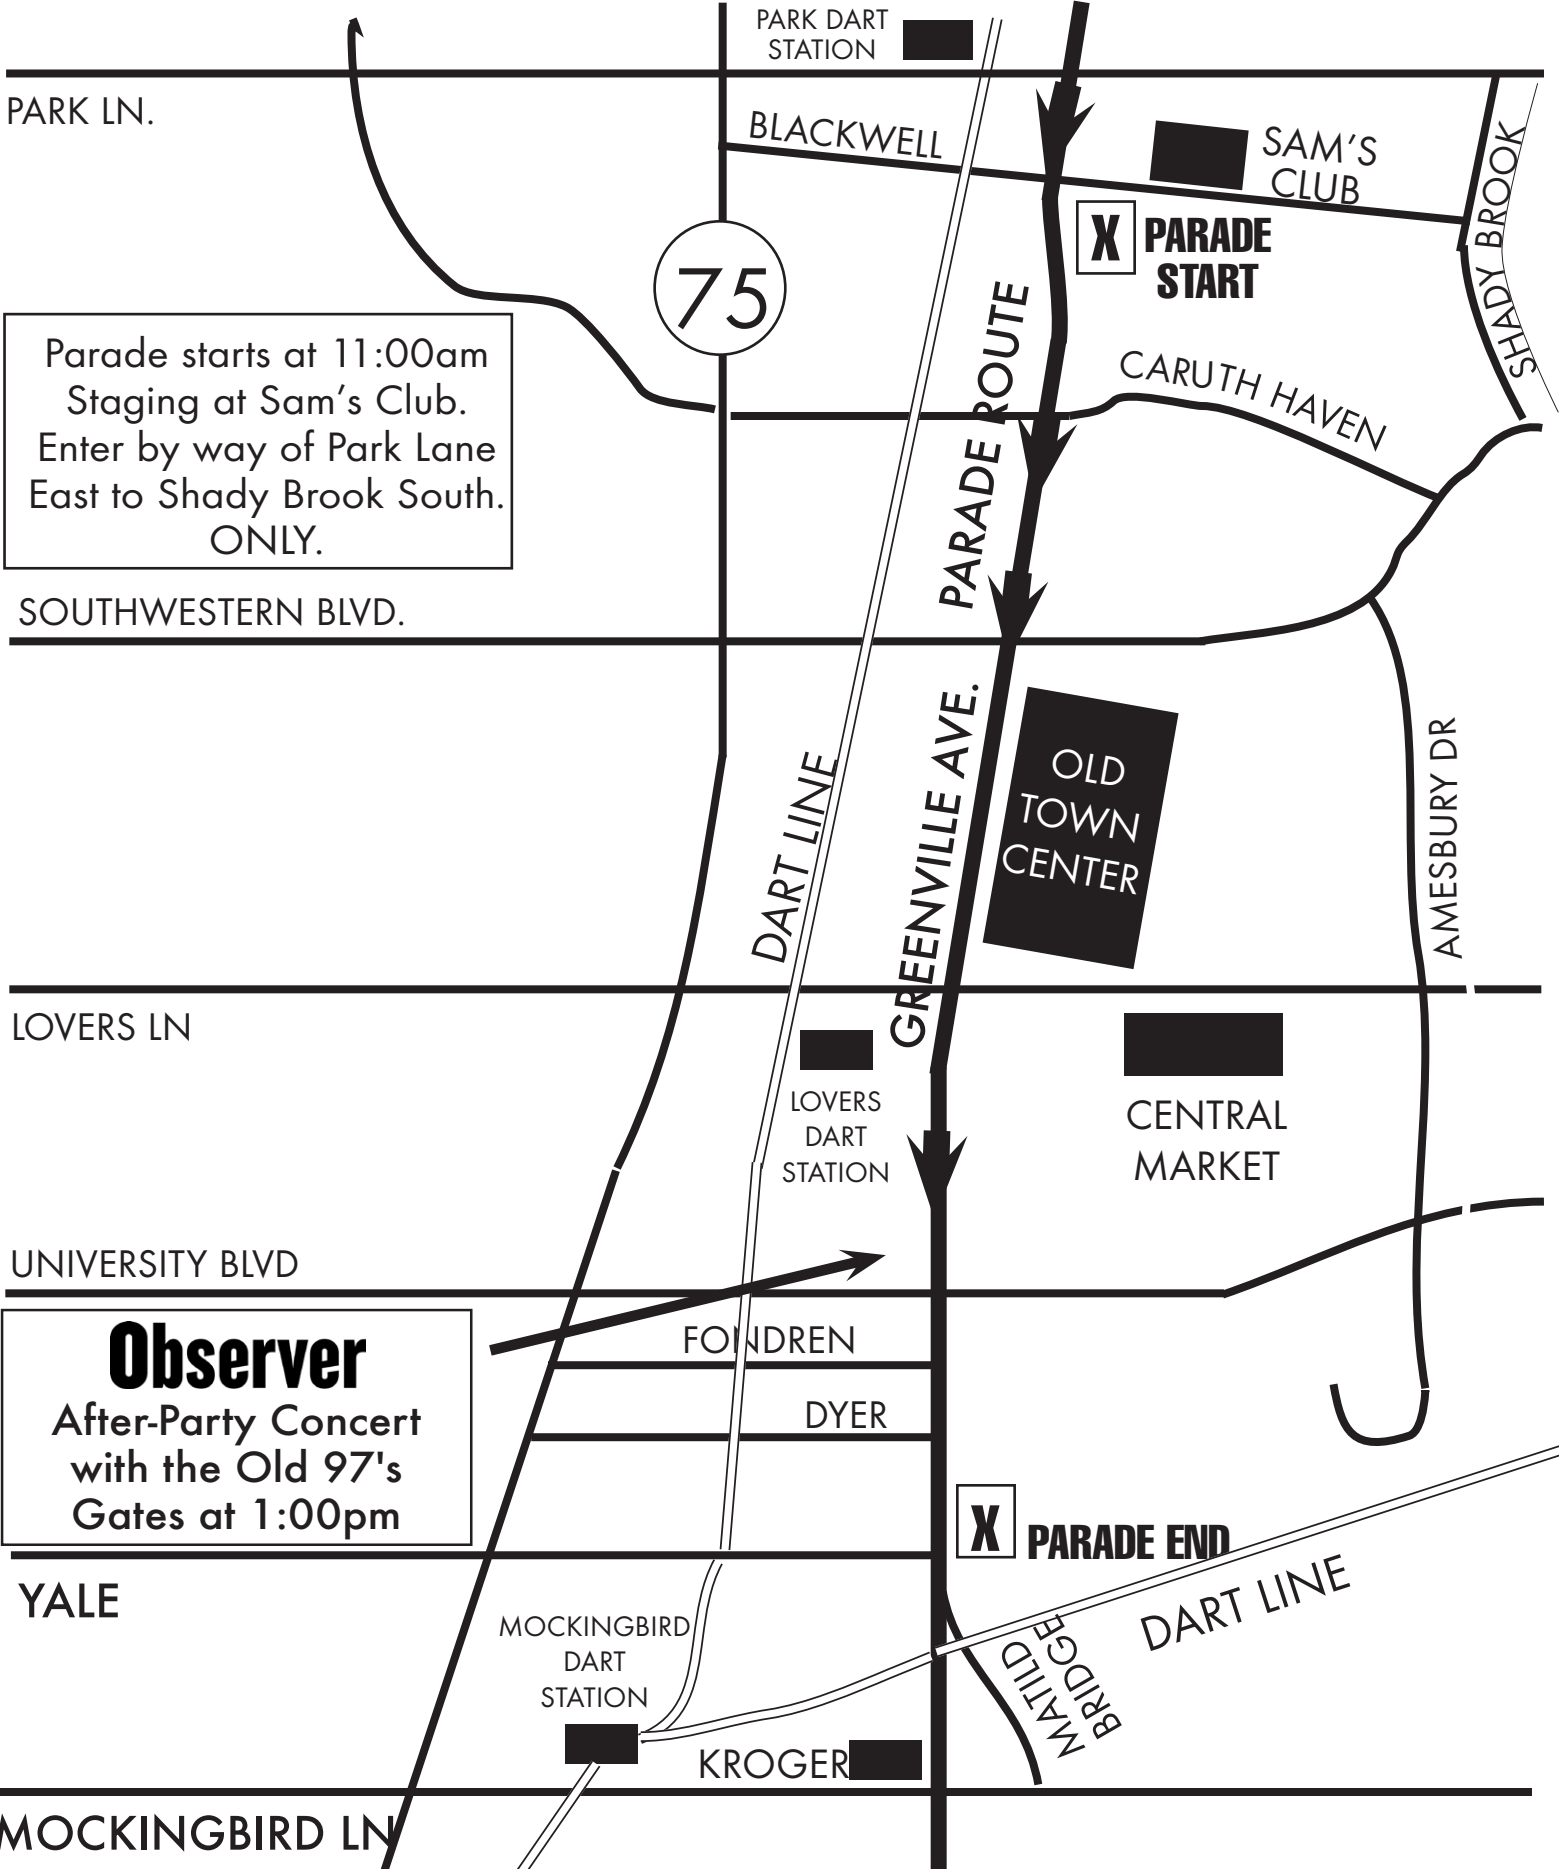 PARK DART
STATION
PARK LN.
BLACKWELL
SAM'S
CLUB
SHADY BROOK
X
PARADE
START
75
PARADE ROUTE
Parade starts at 11:00am
Staging at Sam's Club.
Enter by way of Park Lane
East to Shady Brook South.
ONLY.
CARUTH HAVEN
SOUTHWESTERN BLVD.
GREENVILLE AVE.
OLD
TOWN
CENTER
AMESBURY DR
DART LINE
LOVERS LN
LOVERS
DART
STATION
CENTRAL
MARKET
UNIVERSITY BLVD
Observer
After-Party Concert
with the Old 97's
Gates at 1:00pm
FONDREN
DYER
X
PARADE END
YALE
DART LINE
MOCKINGBIRD
DART
STATION
MATILD
BRIDGE
KROGER
MOCKINGBIRD LN